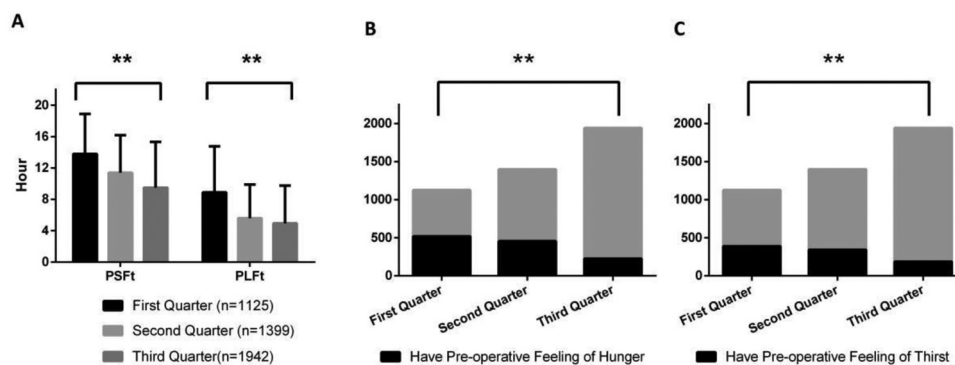 A
**
**
20
16
12
8
4
0
Hour
PSFt
PLFt
First Quarter (n=1125)
Second Quarter (n=1399)
Third Quarter(n=1942)
B
**
2000
1500
1000
500
0
First Quarter
Second Quarter
Third Quarter
Have Pre-operative Feeling of Hunger
C
**
2000
1500
1000
500
0
First Quarter
Second Quarter
Third Quarter
Have Pre-operative Feeling of Thirst